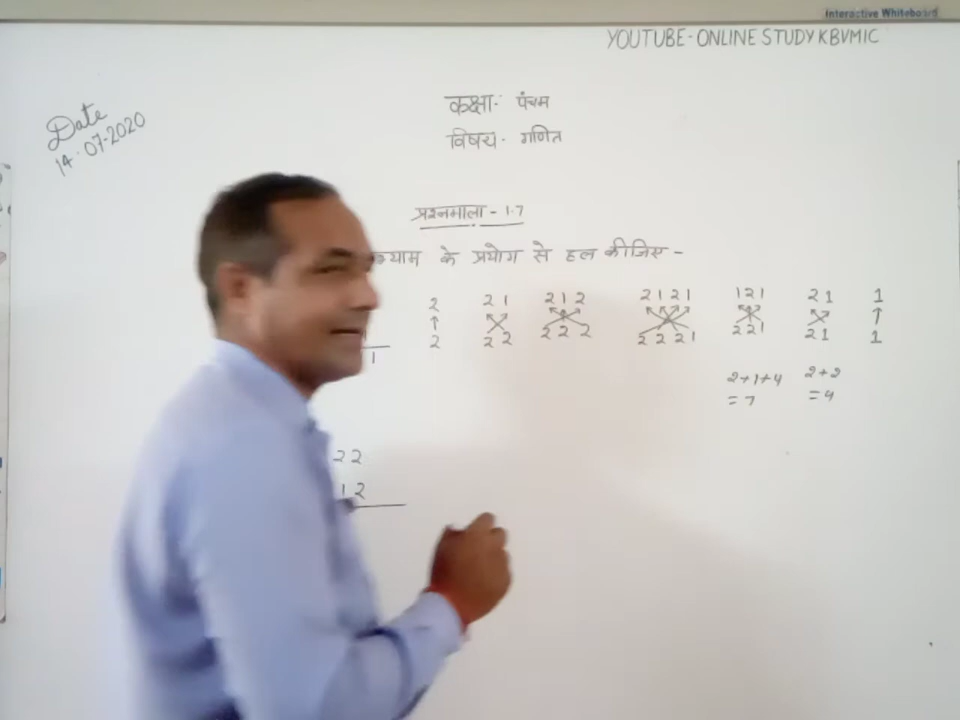 Interactive Whiteboard
YOUTUBE- ONLINE STUDY KBVMIC
Date
14-07-2020
कक्षा- पंचम
विषय- गणित
प्रश्नमाला - 1.7
के प्रयोग से हल कीजिए -
2 21 212 2121 121 21 1
2 22 222 2221 221 21 1
1
2+1+4 2+2
=7 =4
22
12